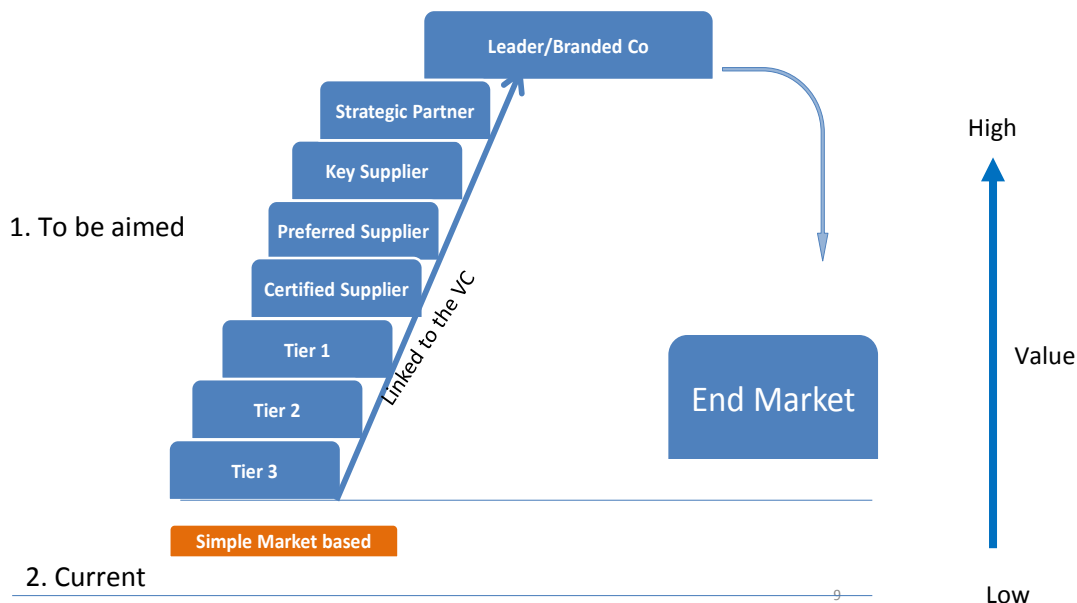 Leader/Branded Co
Strategic Partner
High
Key Supplier
1. To be aimed
Preferred Supplier
Certified Supplier
Linked to the VC
Tier 1
Value
End Market
Tier 2
Tier 3
Simple Market based
2. Current
9
Low